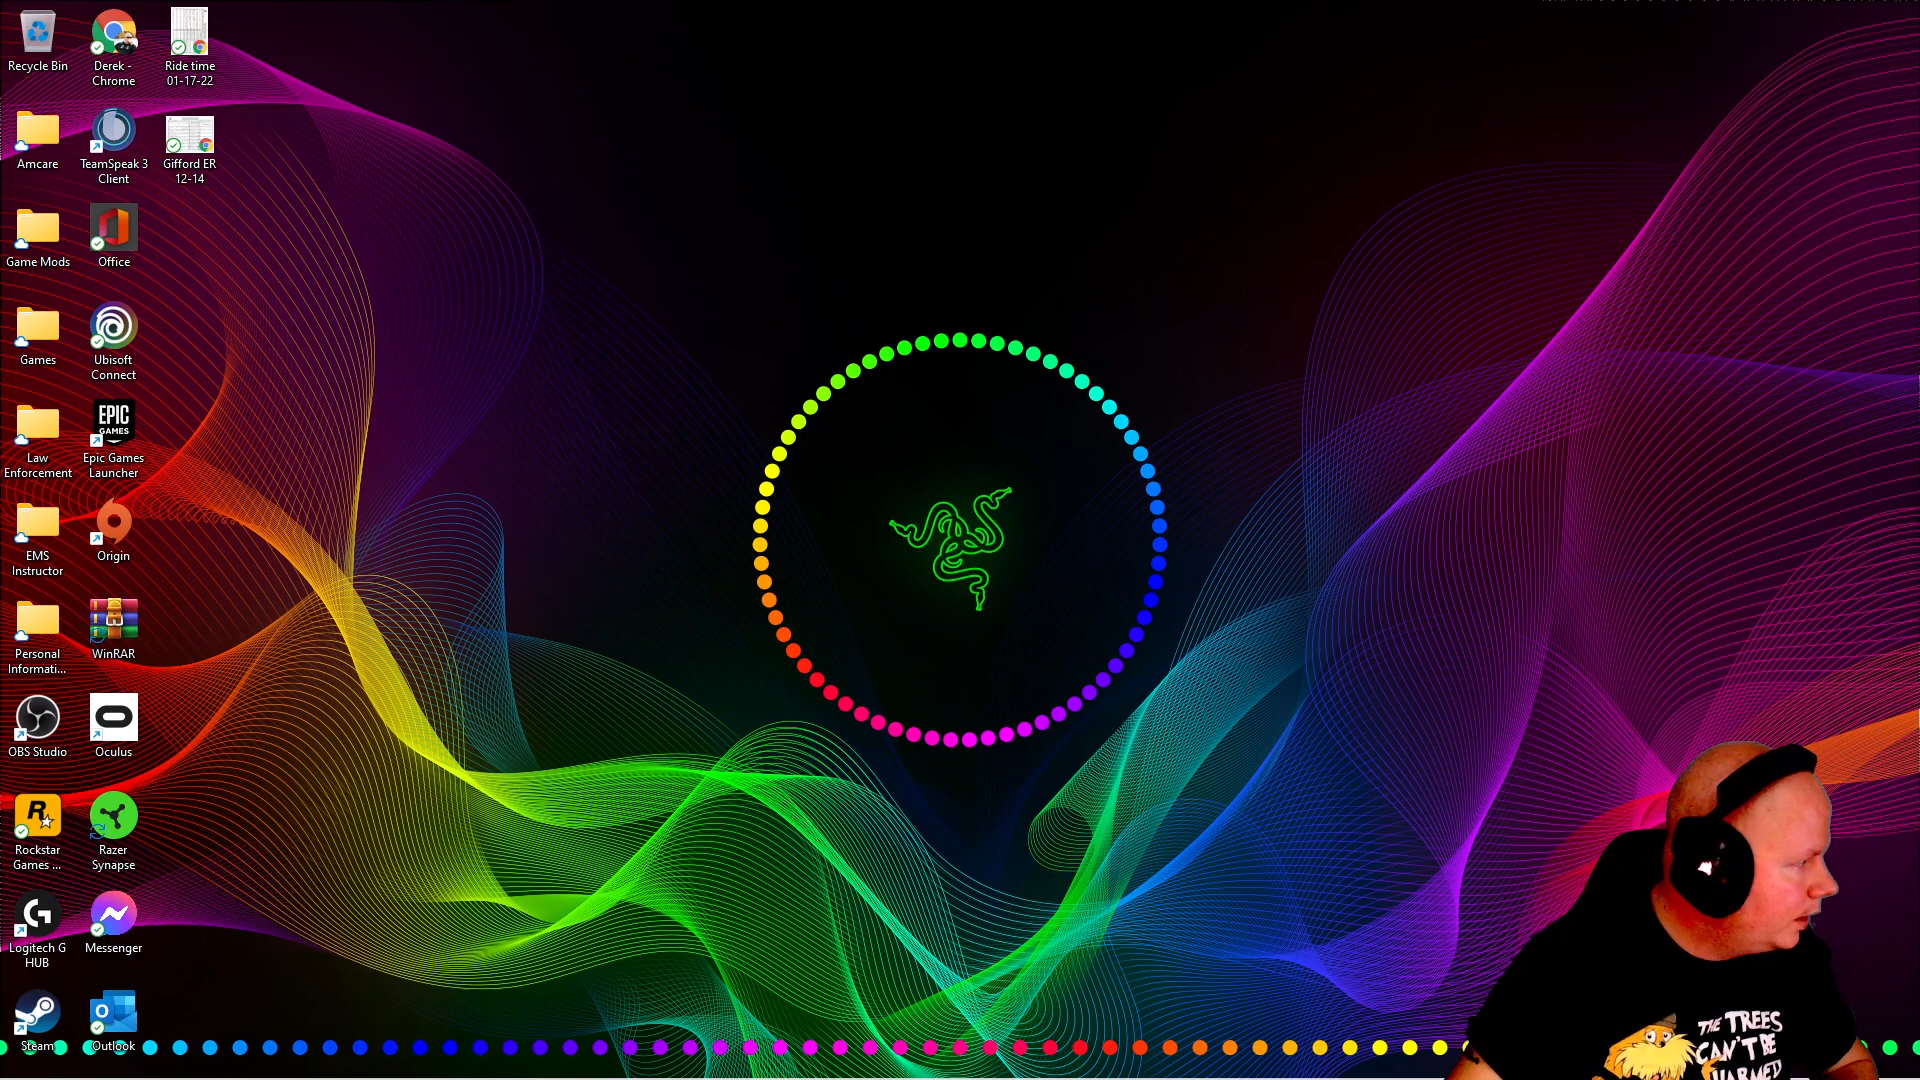 Recycle Bin
Derek -
Chrome
Ride time
01-17-22
Amcare
TeamSpeak 3
Client
Gifford ER
12-14
Game Mods
Office
Games
Ubisoft
Connect
Law
Enforcement
EPIC
GAMES
Epic Games
Launcher
EMS
Instructor
Origin
Personal
Informati...
WinRAR
OBS Studio
Oculus
R
Rockstar
Games ...
Razer
Synapse
G
Logitech G
HUB
Messenger
Steam
O
Outlook
THE TREES
CAN'T BE
HARMED